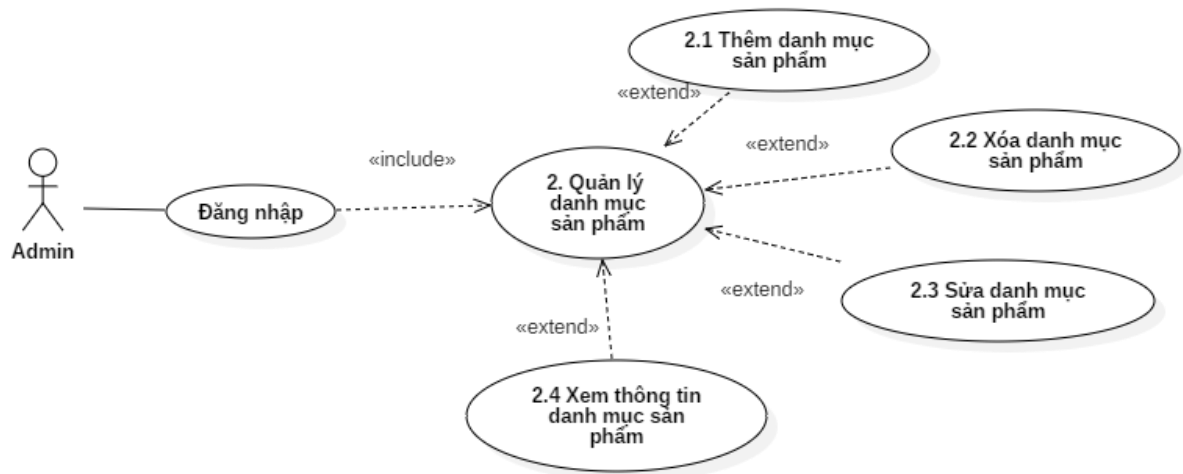 2.1 Thêm danh mục
sản phẩm
«extend»
2.2 Xóa danh mục
sản phẩm
«extend»
«include»
2. Quản lý
danh mục
sản phẩm
Đăng nhập
Admin
2.3 Sửa danh mục
sản phẩm
«extend»
«extend»
2.4 Xem thông tin
danh mục sản
phẩm